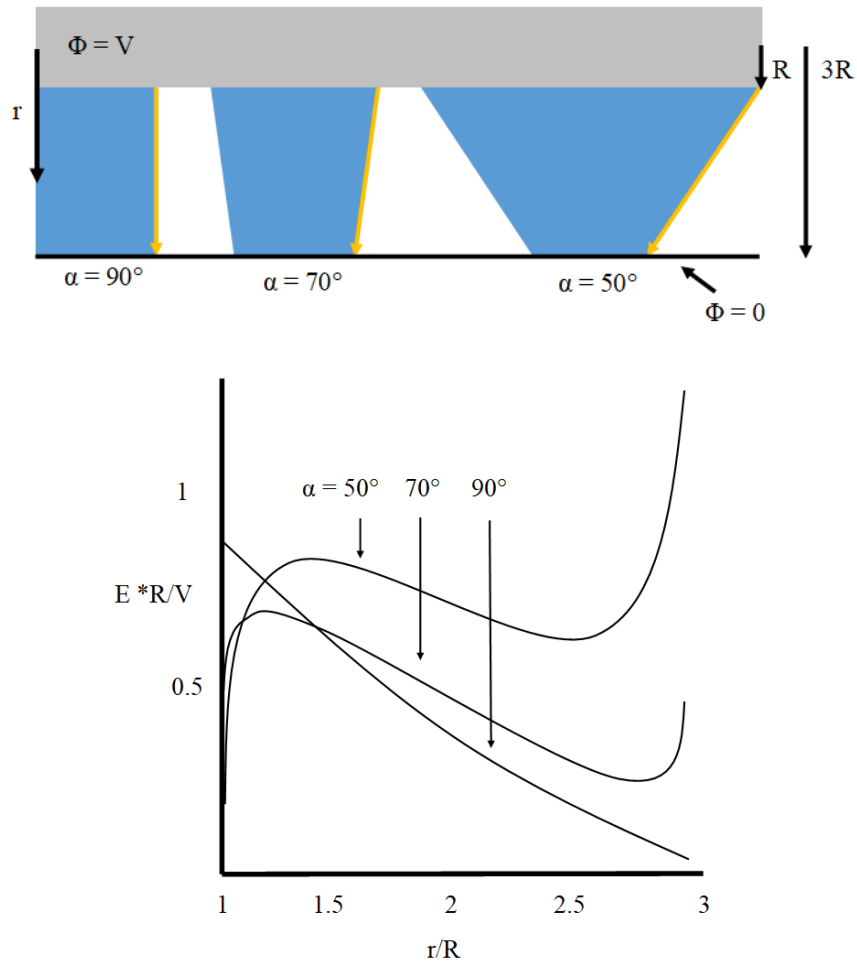 Φ = V
R
3R
r
α = 90°
α = 70°
α = 50°
Φ = 0
1
α = 50°
70°
90°
E *R/V
0.5
1
1.5
2
2.5
3
r/R